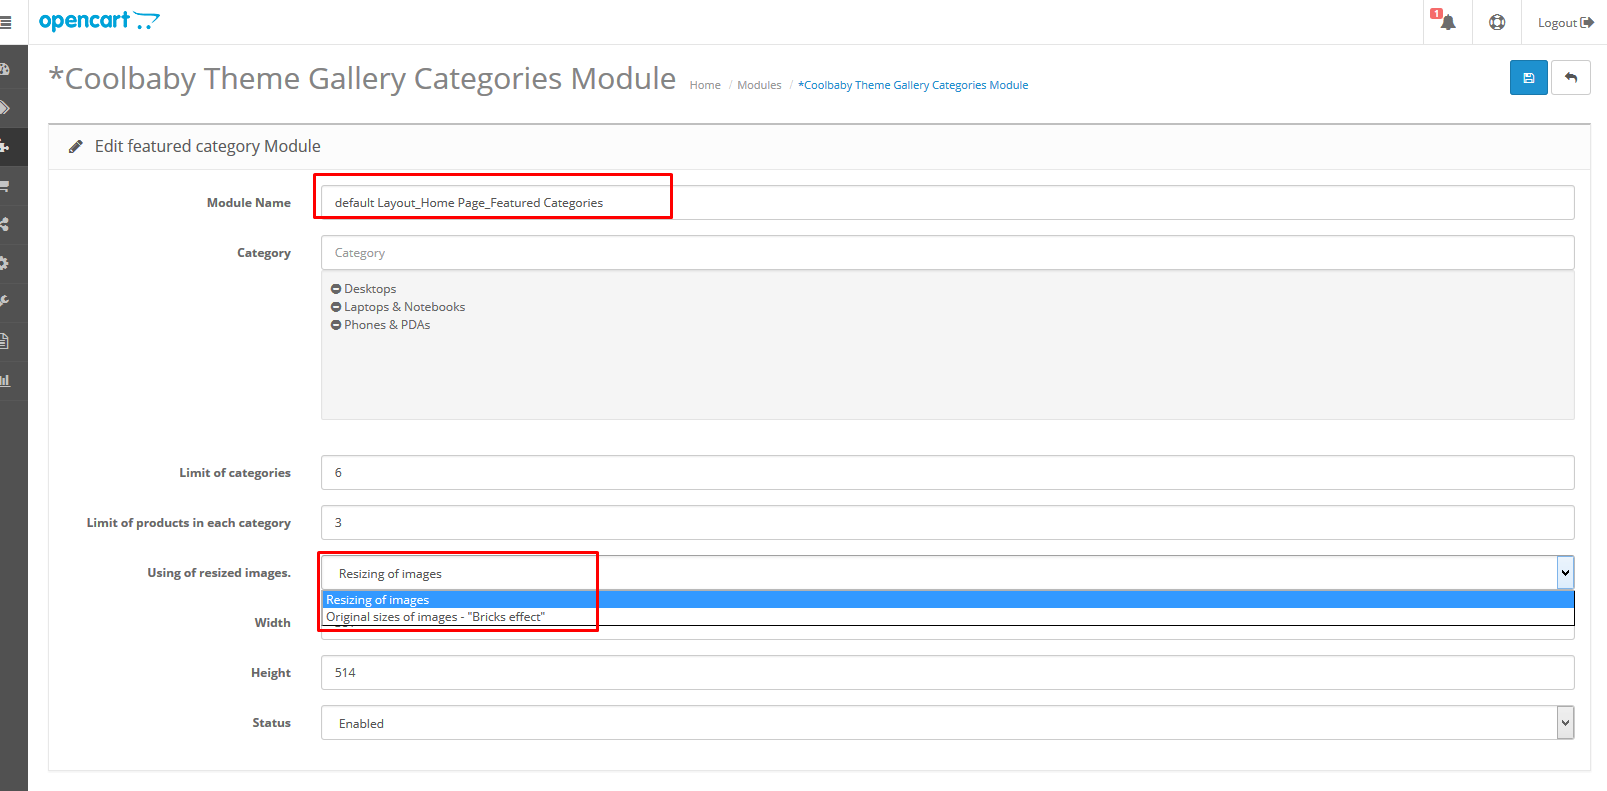 opencart
1
Logout
*Coolbaby Theme Gallery Categories Module
Home / Modules / *Coolbaby Theme Gallery Categories Module
Edit featured category Module
Module Name
default Layout_Home Page_Featured Categories
Category
Category
Desktops
Laptops & Notebooks
Phones & PDAs
Limit of categories
6
Limit of products in each category
3
Using of resized images.
Resizing of images
Resizing of images
Original sizes of images - "Bricks effect"
Width
Height
514
Status
Enabled